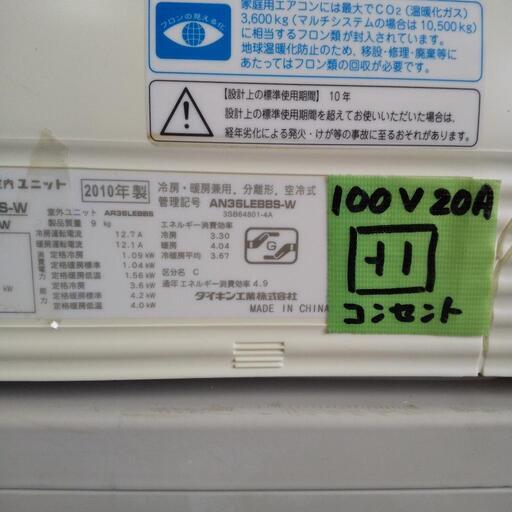 フロンの見える化
家庭用エアコンには最大でCO₂（温暖化ガス）
3,600kg（マルチシステムの場合は10,500kg）
に相当するフロン類が封入されています。
地球温暖化防止のため、移設・修理・廃棄等に
あたってはフロン類の回収が必要です。
【設計上の標準使用期間】10年
設計上の標準使用期間を超えてお使いいただいた場合は、
経年劣化による発火・けが等の事故に至るおそれがあります。
内ユニット
2010年製
冷房・暖房兼用, 分離形, 空冷式
管理記号 AN36LEBBS-W
3SB64801-4A
S-W
W
kW
室外ユニット AR36LEBBS
製品質量 9 kg
冷房運転電流 12.7 A
暖房運転電流 12.1 A
消費電力
定格冷房 1.09 kW
定格暖房標準 1.04 kW
定格暖房低温 1.56 kW
能力
定格冷房 3.6 kW
定格暖房標準 4.2 kW
定格暖房低温 4.0 kW
エネルギー消費効率
冷房 3.30
暖房 4.04
冷暖房平均 3.67
区分名 C
通年エネルギー消費効率 4.9
ダイキン工業株式会社
MADE IN CHINA
G
100V 20A
コンセント